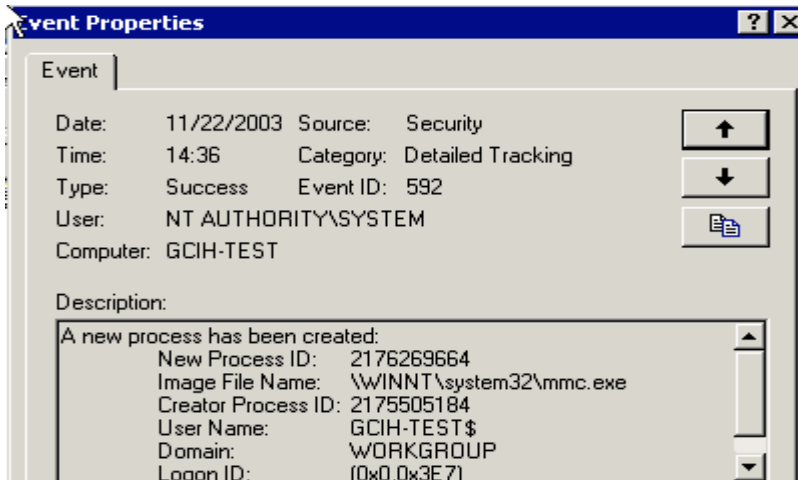 Event Properties
Event
Date: 11/22/2003 Source: Security
Time: 14:36 Category: Detailed Tracking
Type: Success Event ID: 592
User: NT AUTHORITY\SYSTEM
Computer: GCIH-TEST
Description:
A new process has been created:
New Process ID: 2176269664
Image File Name: \WINNT\system32\mmc.exe
Creator Process ID: 2175505184
User Name: GCIH-TEST$
Domain: WORKGROUP
Logon ID: (0x0,0x3E7)